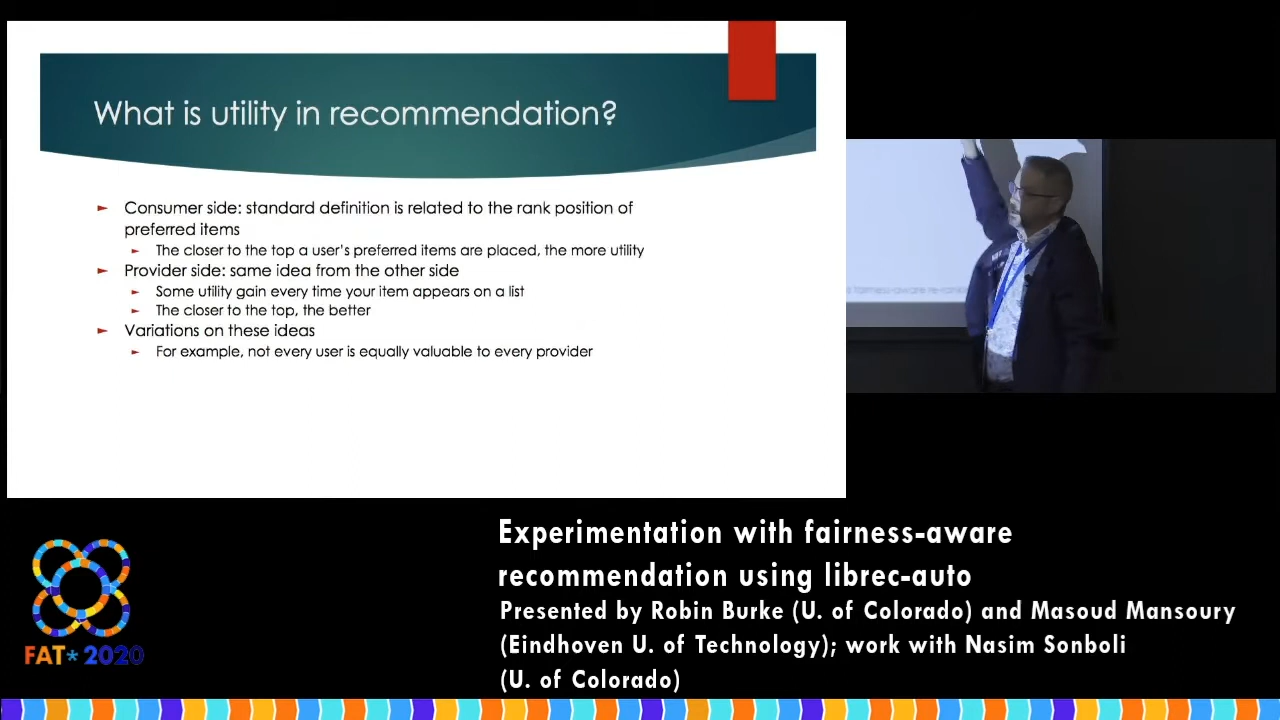 What is utility in recommendation?
Consumer side: standard definition is related to the rank position of
preferred items
The closer to the top a user's preferred items are placed, the more utility
Provider side: same idea from the other side
Some utility gain every time your item appears on a list
The closer to the top, the better
Variations on these ideas
For example, not every user is equally valuable to every provider
Experimentation with fairness-aware
recommendation using librec-auto
Presented by Robin Burke (U. of Colorado) and Masoud Mansoury
(Eindhoven U. of Technology); work with Nasim Sonboli
(U. of Colorado)
FAT* 2020